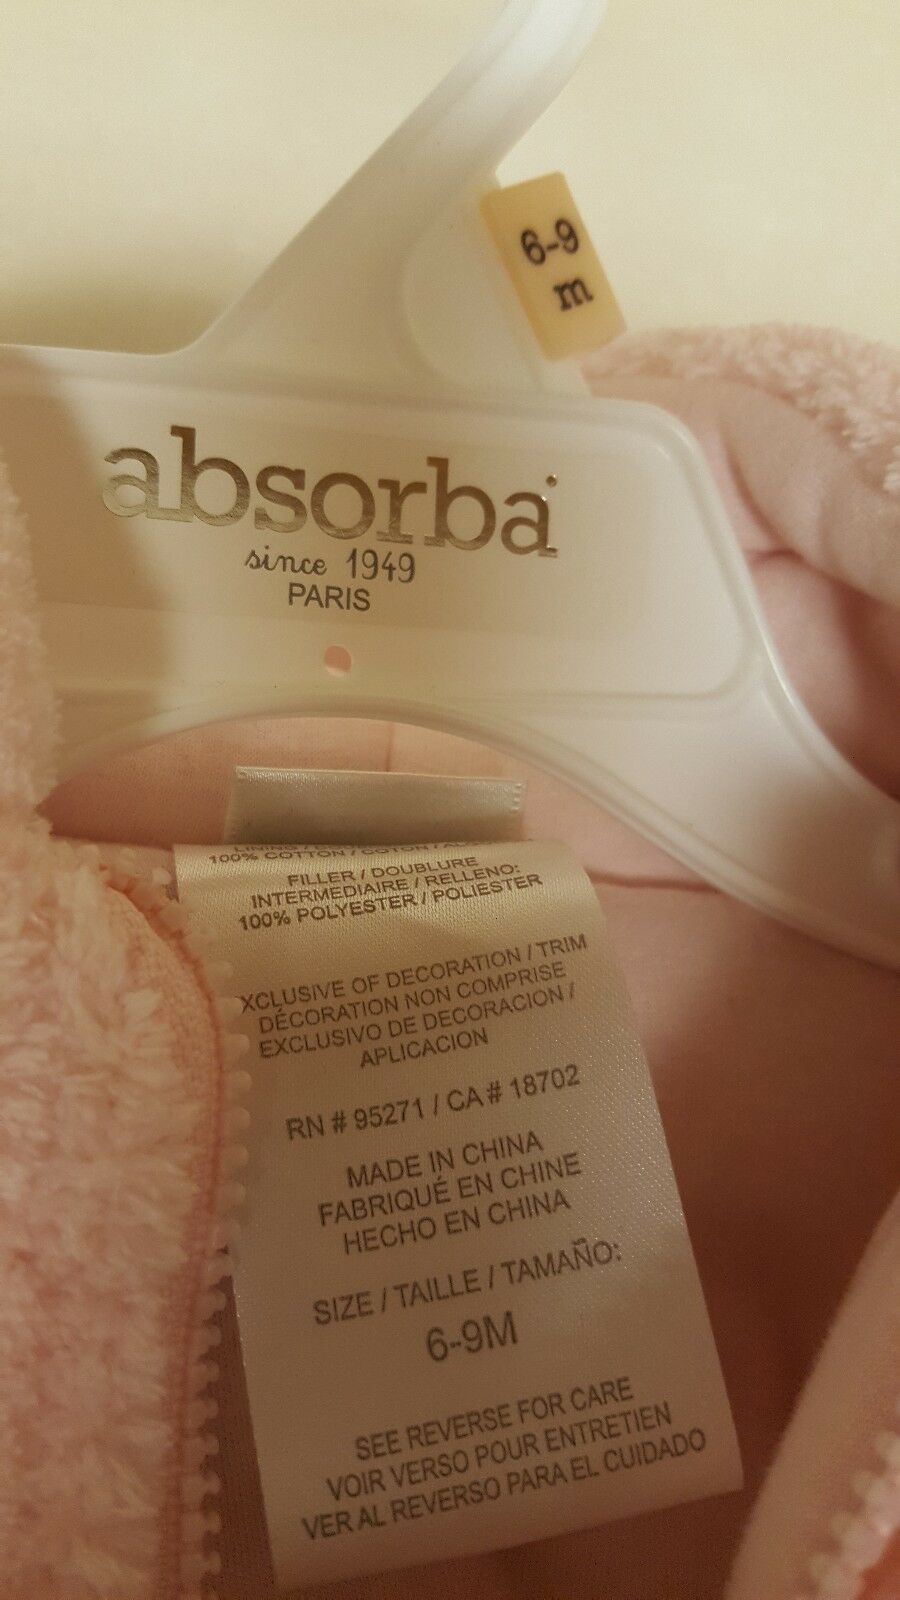 6-9
m
absorba
since 1949
PARIS
100% COTTON / COTON /
FILLER / DOUBLURE
INTERMEDIAIRE / RELLENO:
100% POLYESTER / POLIESTER
XCLUSIVE OF DECORATION / TRIM
DÉCORATION NON COMPRISE
EXCLUSIVO DE DECORACION /
APLICACION
RN # 95271 / CA # 18702
MADE IN CHINA
FABRIQUÉ EN CHINE
HECHO EN CHINA
SIZE / TAILLE / TAMAÑO:
6-9M
SEE REVERSE FOR CARE
VOIR VERSO POUR ENTRETIEN
VER AL REVERSO PARA EL CUIDADO